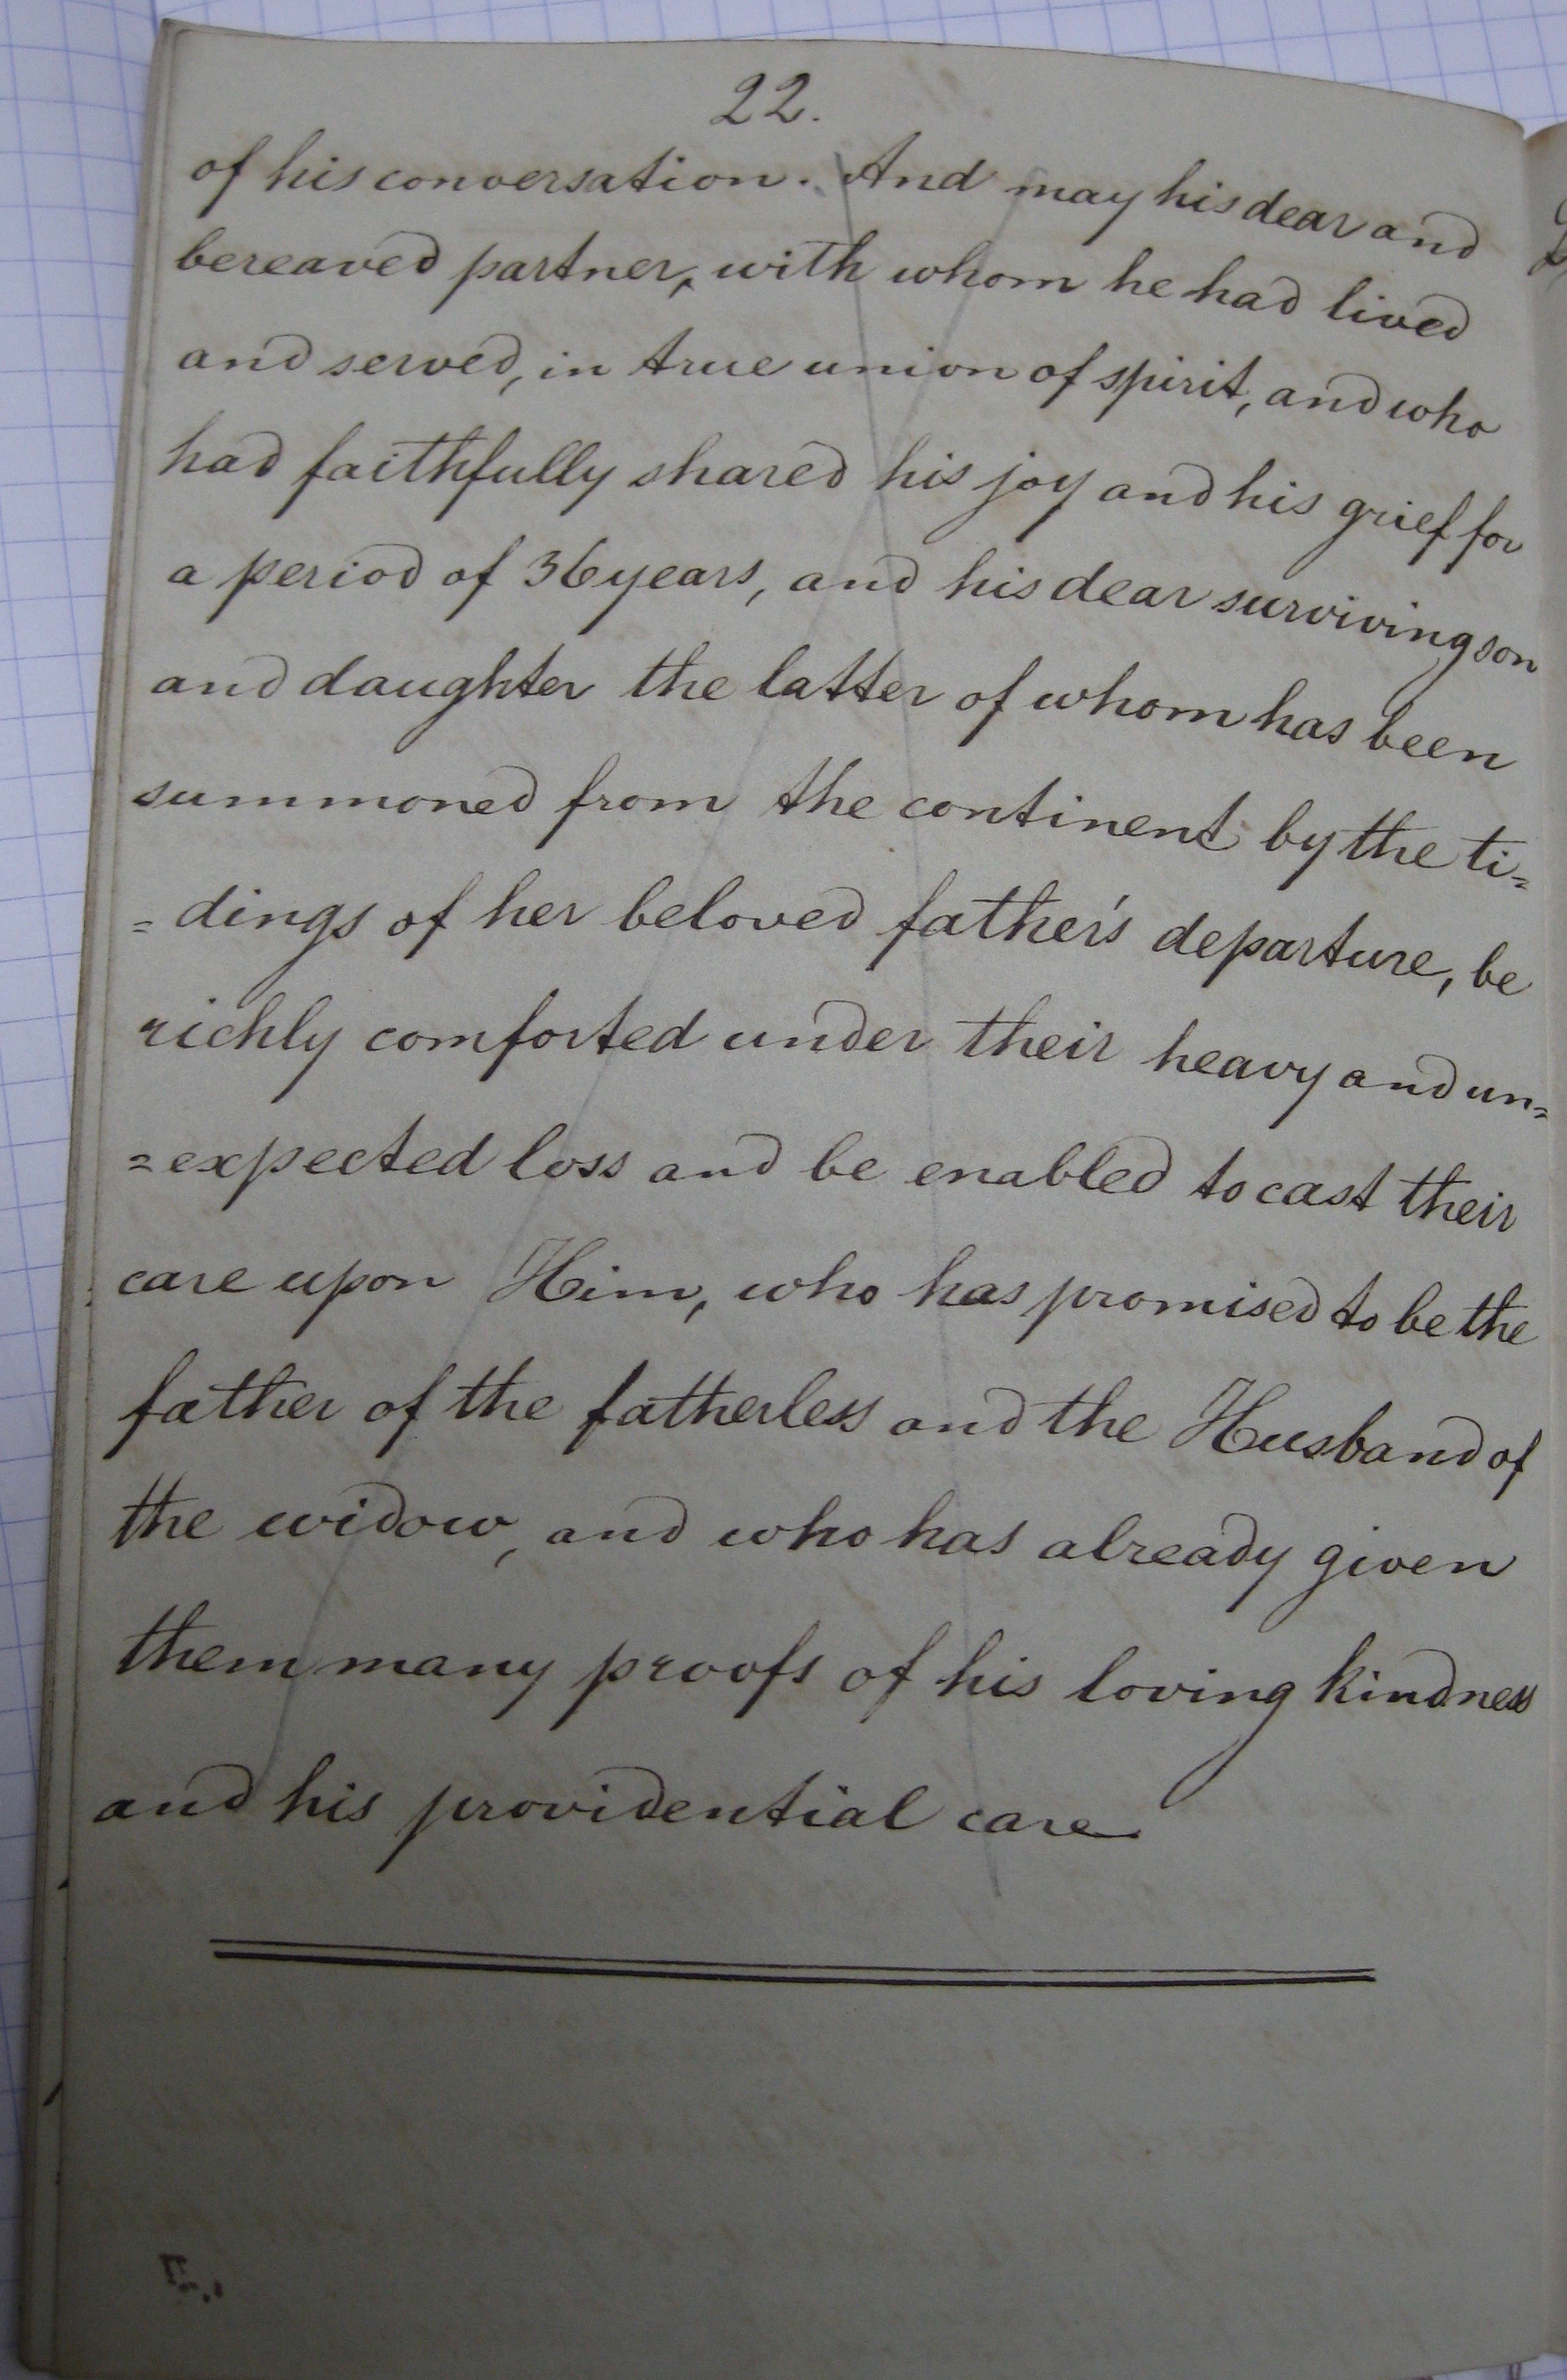 22.
of his conversation. And may his dear and
bereaved partner, with whom he had lived
and served, in true union of spirit, and who
had faithfully shared his joy and his grief for
a period of 36 years, and his dear surviving son
and daughter the latter of whom has been
summoned from the continent by the ti=
=dings of her beloved father's departure, be
richly comforted under their heavy and un=
=expected loss and be enabled to cast their
care upon Him, who has promised to be the
father of the fatherless and the Husband of
the widow, and who has already given
them many proofs of his loving kindness
and his providential care.